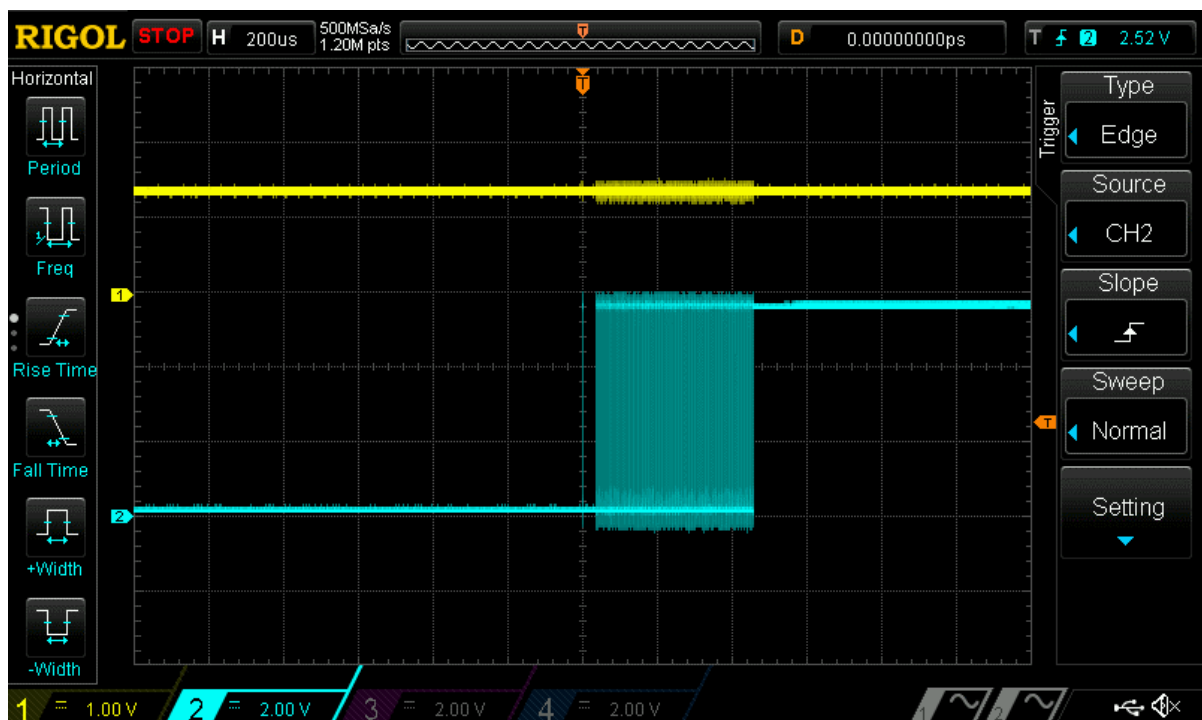 RIGOL STOP H 200us 500MSa/s 1.20M pts T D 0.00000000ps T 2 2.52 V
Horizontal
Period
Freq
Rise Time
Fall Time
+Width
-Width
T
1
2
T
Trigger
Type
Edge
Source
CH2
Slope
Sweep
Normal
Setting
1 1.00 V 2 2.00 V 3 2.00 V 4 2.00 V 1 2